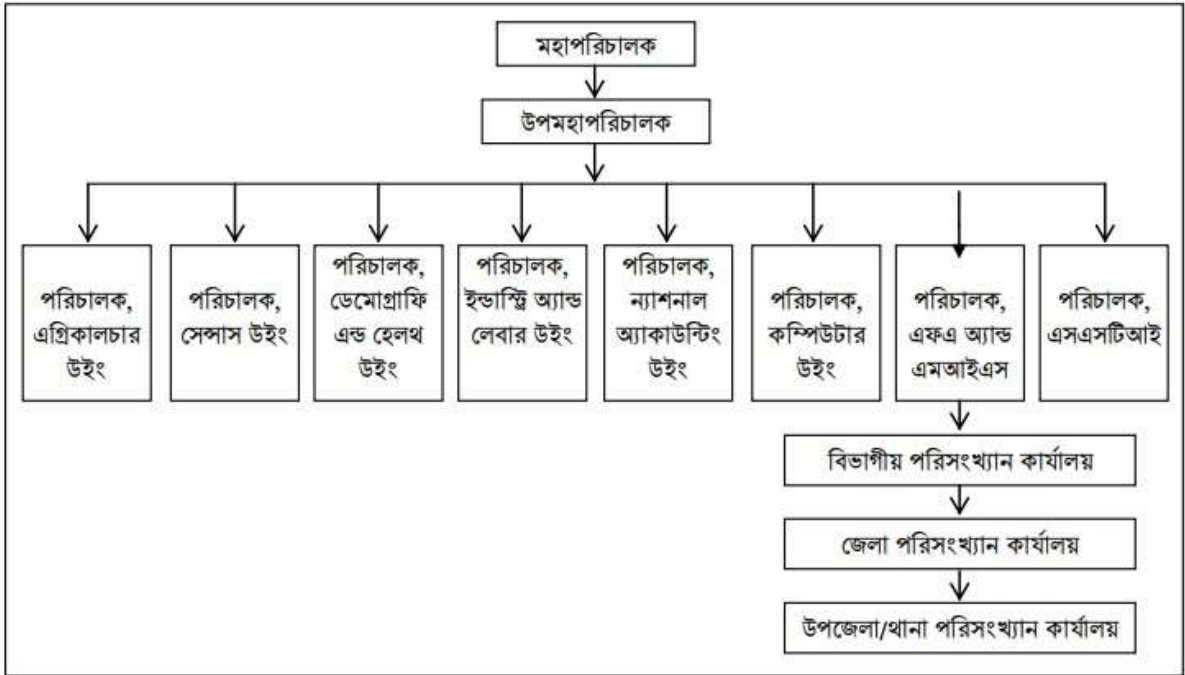 মহাপরিচালক
উপমহাপরিচালক
পরিচালক,
এগ্রিকালচার
উইং
পরিচালক,
সেন্সাস উইং
পরিচালক,
ডেমোগ্রাফি
এন্ড হেলথ
উইং
পরিচালক,
ইন্ডাস্ট্রি অ্যান্ড
লেবার উইং
পরিচালক,
ন্যাশনাল
অ্যাকাউন্টিং
উইং
পরিচালক,
কম্পিউটার
উইং
পরিচালক,
এফএ অ্যান্ড
এমআইএস
পরিচালক,
এসএসটিআই
বিভাগীয় পরিসংখ্যান কার্যালয়
জেলা পরিসংখ্যান কার্যালয়
উপজেলা/থানা পরিসংখ্যান কার্যালয়